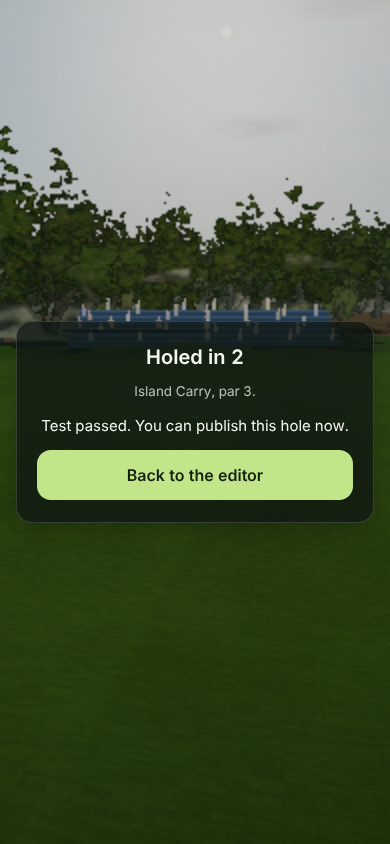 Holed in 2
Island Carry, par 3.
Test passed. You can publish this hole now.
Back to the editor